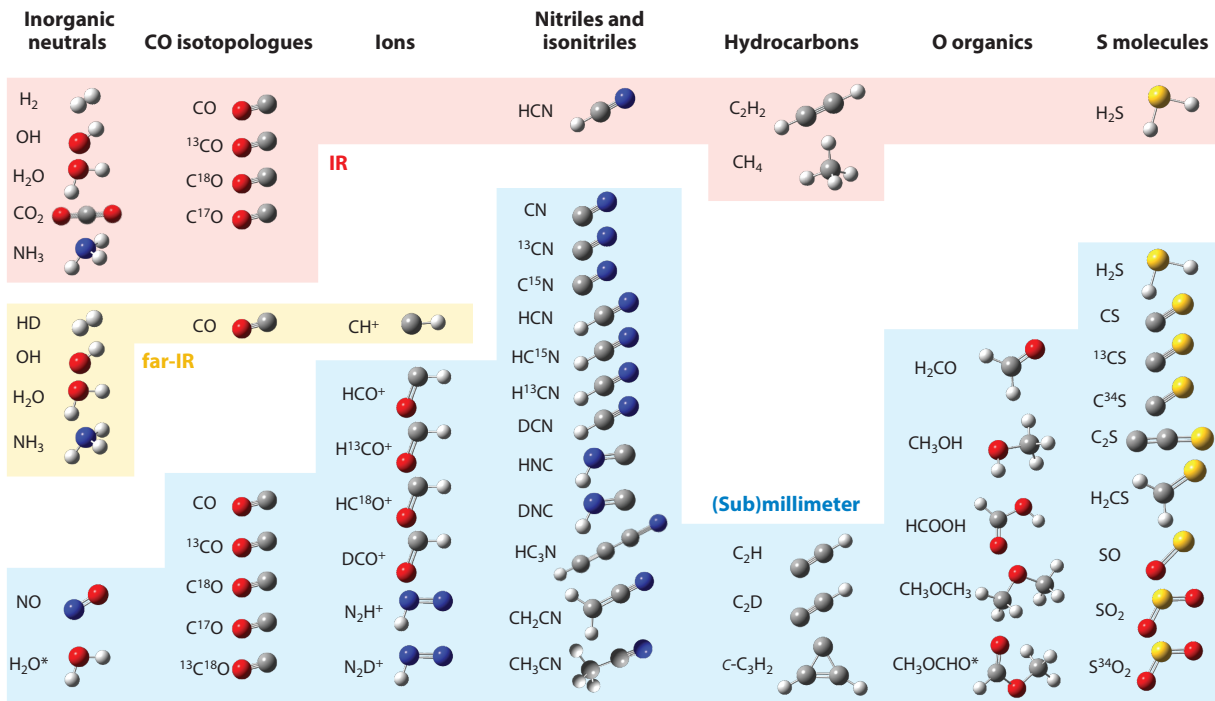 Inorganic
neutrals
CO isotopologues
Ions
Nitriles and
isonitriles
Hydrocarbons
O organics
S molecules
H₂
OH
H₂O
CO₂
NH₃
CO
¹³CO
C¹⁸O
C¹⁷O
IR
HCN
C₂H₂
CH₄
H₂S
HD
OH
H₂O
NH₃
CO
CH⁺
far-IR
NO
H₂O*
CO
¹³CO
C¹⁸O
C¹⁷O
¹³C¹⁸O
HCO⁺
H¹³CO⁺
HC¹⁸O⁺
DCO⁺
N₂H⁺
N₂D⁺
CN
¹³CN
C¹⁵N
HCN
HC¹⁵N
H¹³CN
DCN
HNC
DNC
HC₃N
CH₂CN
CH₃CN
(Sub)millimeter
C₂H
C₂D
c-C₃H₂
H₂CO
CH₃OH
HCOOH
CH₃OCH₃
CH₃OCHO*
H₂S
CS
¹³CS
C³⁴S
C₂S
H₂CS
SO
SO₂
S³⁴O₂